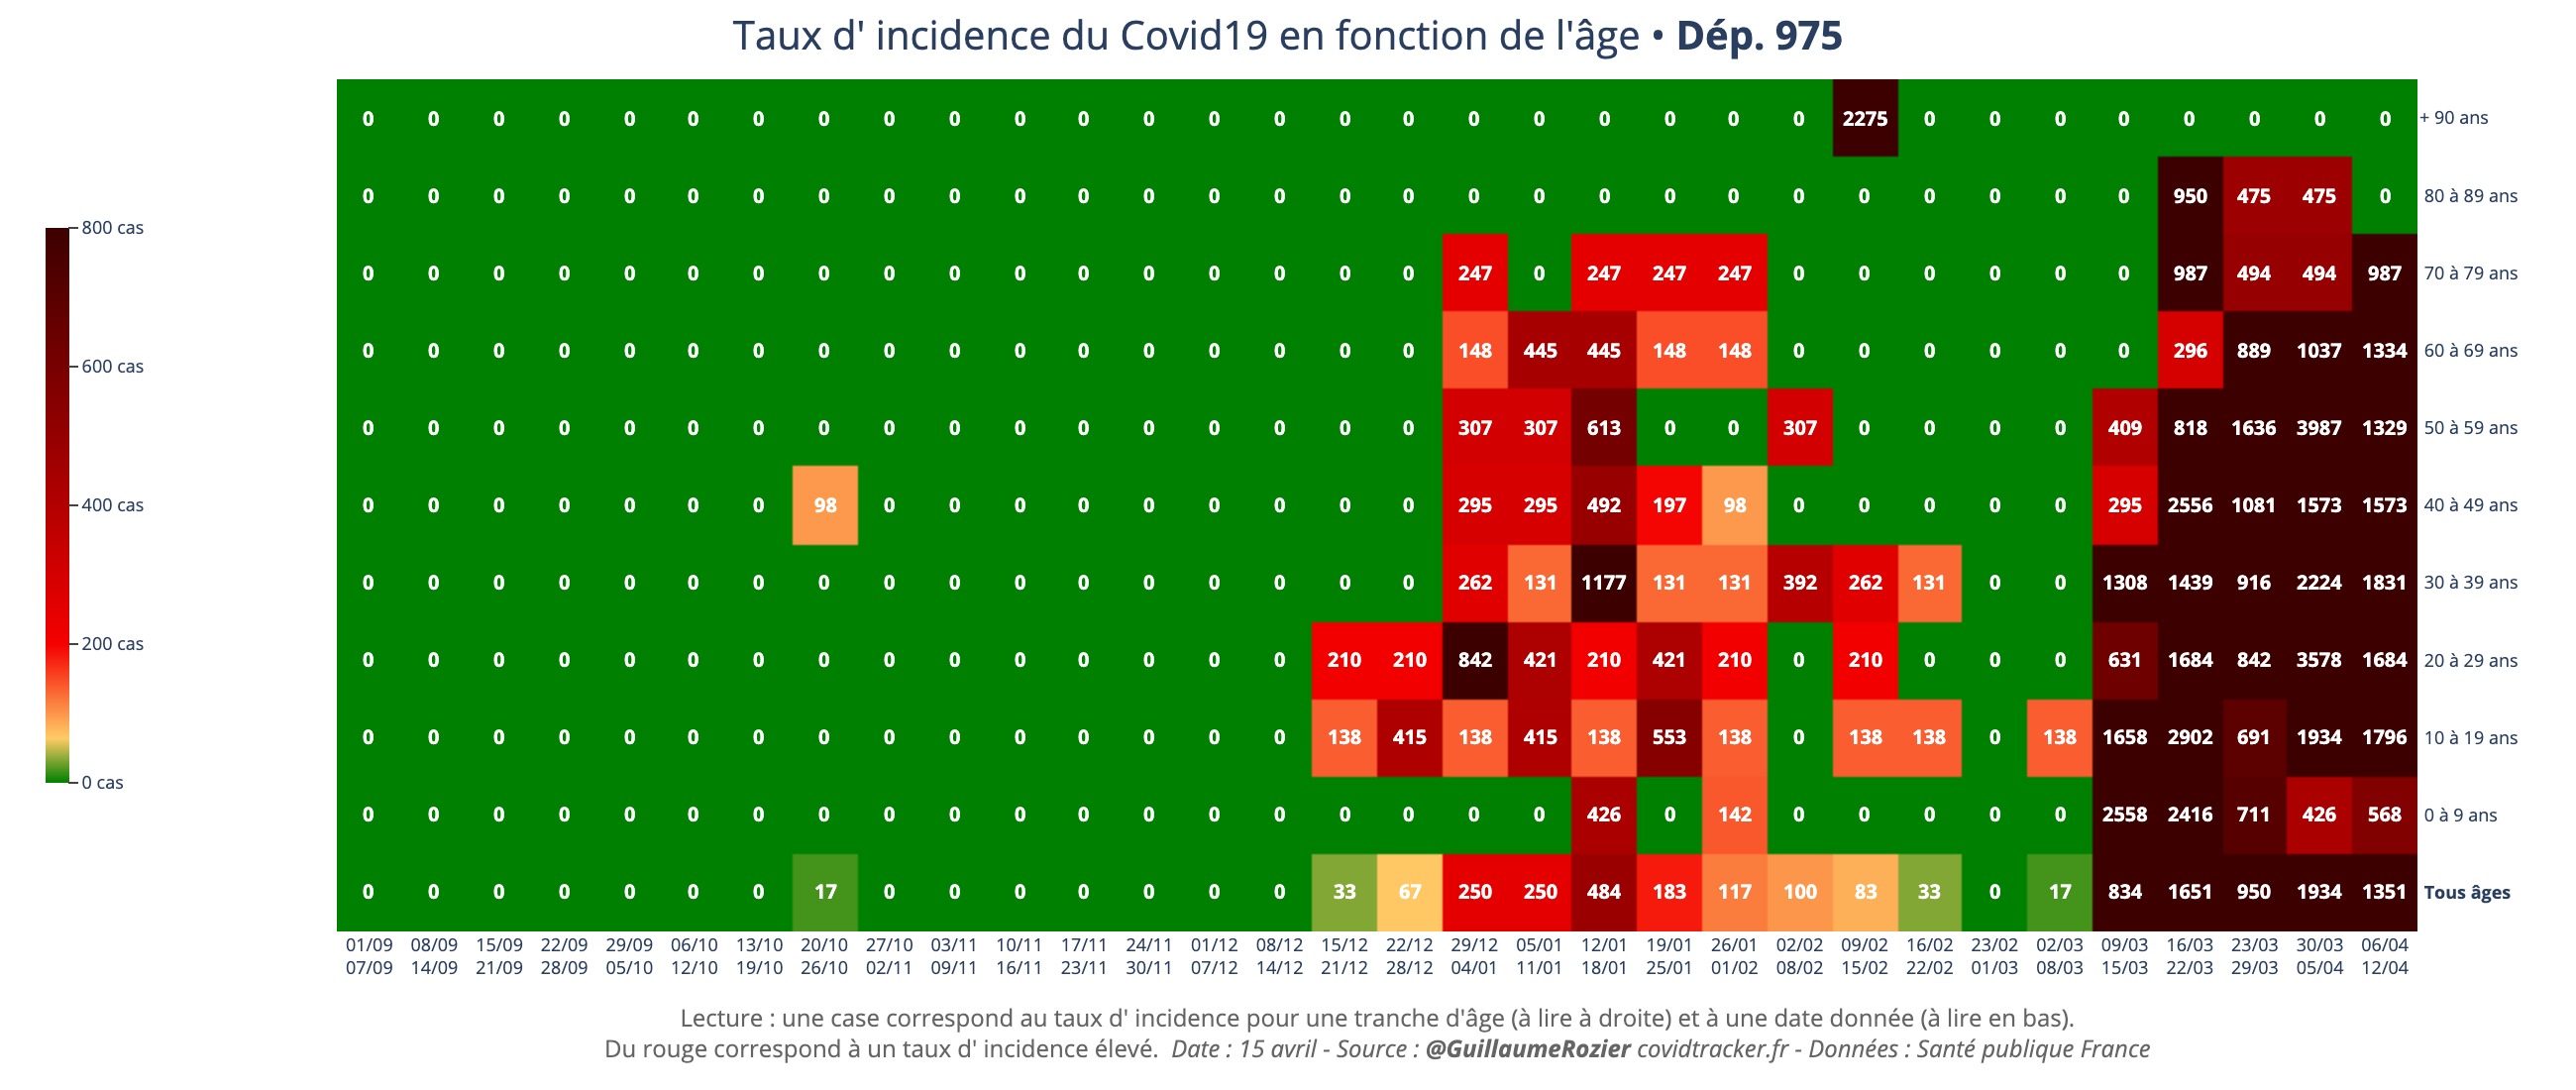 Taux d' incidence du Covid19 en fonction de l'âge • Dép. 975
0 0 0 0 0 0 0 0 0 0 0 0 0 0 0 0 0 0 0 0 0 0 0 2275 0 0 0 0 0 0 0 0 + 90 ans
0 0 0 0 0 0 0 0 0 0 0 0 0 0 0 0 0 0 0 0 0 0 0 0 0 0 0 0 950 475 475 0 80 à 89 ans
800 cas
0 0 0 0 0 0 0 0 0 0 0 0 0 0 0 0 0 247 0 247 247 247 0 0 0 0 0 0 987 494 494 987 70 à 79 ans
0 0 0 0 0 0 0 0 0 0 0 0 0 0 0 0 0 148 445 445 148 148 0 0 0 0 0 0 296 889 1037 1334 60 à 69 ans
600 cas
0 0 0 0 0 0 0 0 0 0 0 0 0 0 0 0 0 307 307 613 0 0 307 0 0 0 0 409 818 1636 3987 1329 50 à 59 ans
400 cas
0 0 0 0 0 0 0 98 0 0 0 0 0 0 0 0 0 295 295 492 197 98 0 0 0 0 0 295 2556 1081 1573 1573 40 à 49 ans
0 0 0 0 0 0 0 0 0 0 0 0 0 0 0 0 0 262 131 1177 131 131 392 262 131 0 0 1308 1439 916 2224 1831 30 à 39 ans
200 cas
0 0 0 0 0 0 0 0 0 0 0 0 0 0 0 210 210 842 421 210 421 210 0 210 0 0 0 631 1684 842 3578 1684 20 à 29 ans
0 0 0 0 0 0 0 0 0 0 0 0 0 0 0 138 415 138 415 138 553 138 0 138 138 0 138 1658 2902 691 1934 1796 10 à 19 ans
0 cas
0 0 0 0 0 0 0 0 0 0 0 0 0 0 0 0 0 0 0 426 0 142 0 0 0 0 0 2558 2416 711 426 568 0 à 9 ans
0 0 0 0 0 0 0 17 0 0 0 0 0 0 0 33 67 250 250 484 183 117 100 83 33 0 17 834 1651 950 1934 1351 Tous âges
01/09 08/09 15/09 22/09 29/09 06/10 13/10 20/10 27/10 03/11 10/11 17/11 24/11 01/12 08/12 15/12 22/12 29/12 05/01 12/01 19/01 26/01 02/02 09/02 16/02 23/02 02/03 09/03 16/03 23/03 30/03 06/04
07/09 14/09 21/09 28/09 05/10 12/10 19/10 26/10 02/11 09/11 16/11 23/11 30/11 07/12 14/12 21/12 28/12 04/01 11/01 18/01 25/01 01/02 08/02 15/02 22/02 01/03 08/03 15/03 22/03 29/03 05/04 12/04
Lecture : une case correspond au taux d' incidence pour une tranche d'âge (à lire à droite) et à une date donnée (à lire en bas).
Du rouge correspond à un taux d' incidence élevé. Date : 15 avril - Source : @GuillaumeRozier covidtracker.fr - Données : Santé publique France